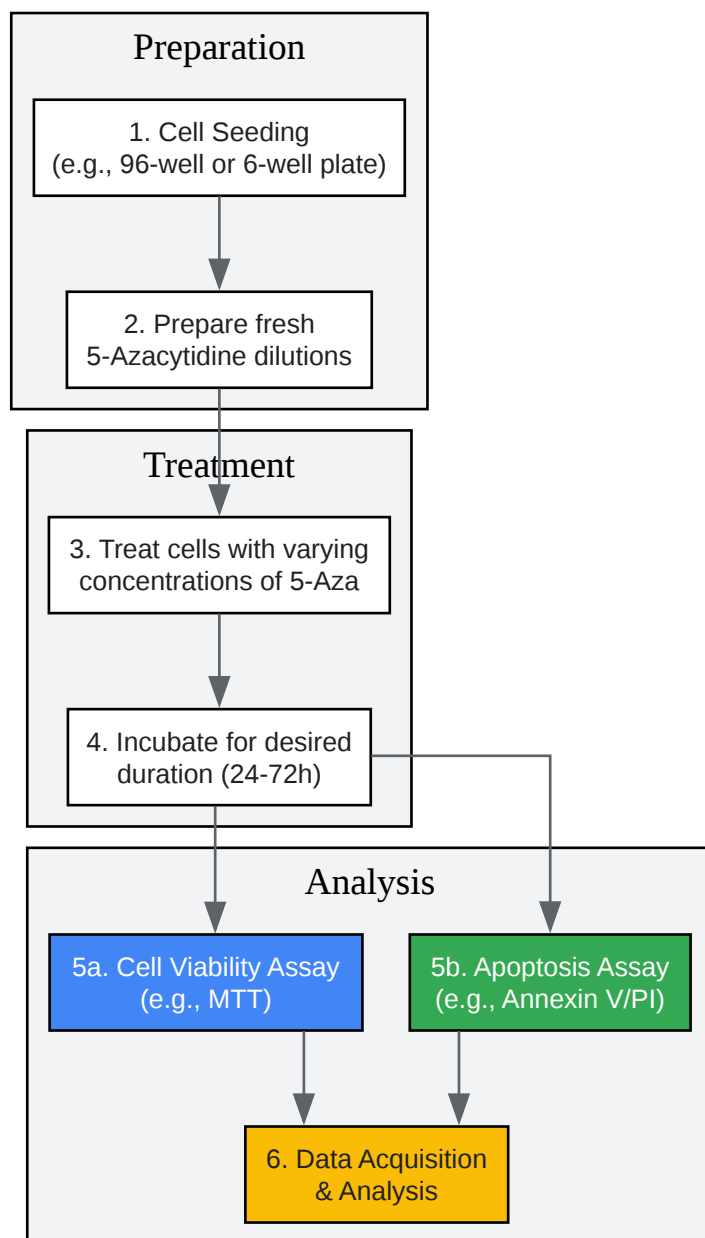 Preparation
1. Cell Seeding
(e.g., 96-well or 6-well plate)
2. Prepare fresh
5-Azacytidine dilutions
Treatment
3. Treat cells with varying
concentrations of 5-Aza
4. Incubate for desired
duration (24-72h)
Analysis
5a. Cell Viability Assay
(e.g., MTT)
5b. Apoptosis Assay
(e.g., Annexin V/PI)
6. Data Acquisition
& Analysis